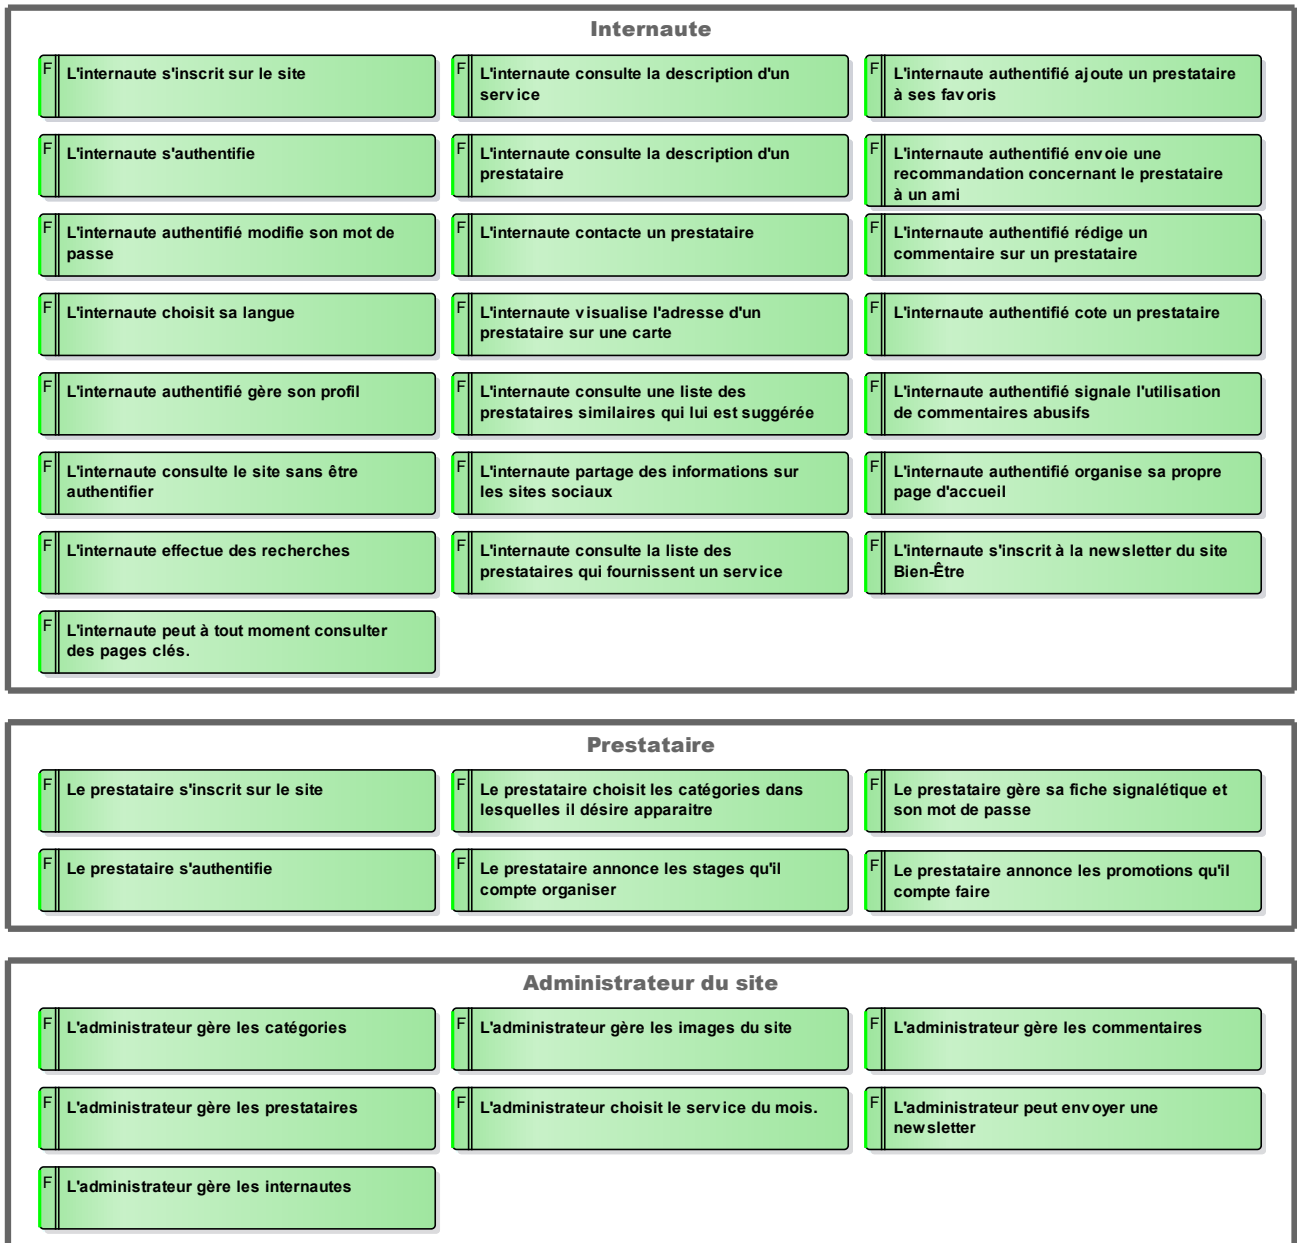 Internaute
F
L'internaute s'inscrit sur le site
F
L'internaute consulte la description d'un
service
F
L'internaute authentifié ajoute un prestataire
à ses favoris
F
L'internaute s'authentifie
F
L'internaute consulte la description d'un
prestataire
F
L'internaute authentifié envoie une
recommandation concernant le prestataire
à un ami
F
L'internaute authentifié modifie son mot de
passe
F
L'internaute contacte un prestataire
F
L'internaute authentifié rédige un
commentaire sur un prestataire
F
L'internaute choisit sa langue
F
L'internaute visualise l'adresse d'un
prestataire sur une carte
F
L'internaute authentifié cote un prestataire
F
L'internaute authentifié gère son profil
F
L'internaute consulte une liste des
prestataires similaires qui lui est suggérée
F
L'internaute authentifié signale l'utilisation
de commentaires abusifs
F
L'internaute consulte le site sans être
authentifier
F
L'internaute partage des informations sur
les sites sociaux
F
L'internaute authentifié organise sa propre
page d'accueil
F
L'internaute effectue des recherches
F
L'internaute consulte la liste des
prestataires qui fournissent un service
F
L'internaute s'inscrit à la newsletter du site
Bien-Être
F
L'internaute peut à tout moment consulter
des pages clés.
Prestataire
F
Le prestataire s'inscrit sur le site
F
Le prestataire choisit les catégories dans
lesquelles il désire apparaitre
F
Le prestataire gère sa fiche signalétique et
son mot de passe
F
Le prestataire s'authentifie
F
Le prestataire annonce les stages qu'il
compte organiser
F
Le prestataire annonce les promotions qu'il
compte faire
Administrateur du site
F
L'administrateur gère les catégories
F
L'administrateur gère les images du site
F
L'administrateur gère les commentaires
F
L'administrateur gère les prestataires
F
L'administrateur choisit le service du mois.
F
L'administrateur peut envoyer une
newsletter
F
L'administrateur gère les internautes